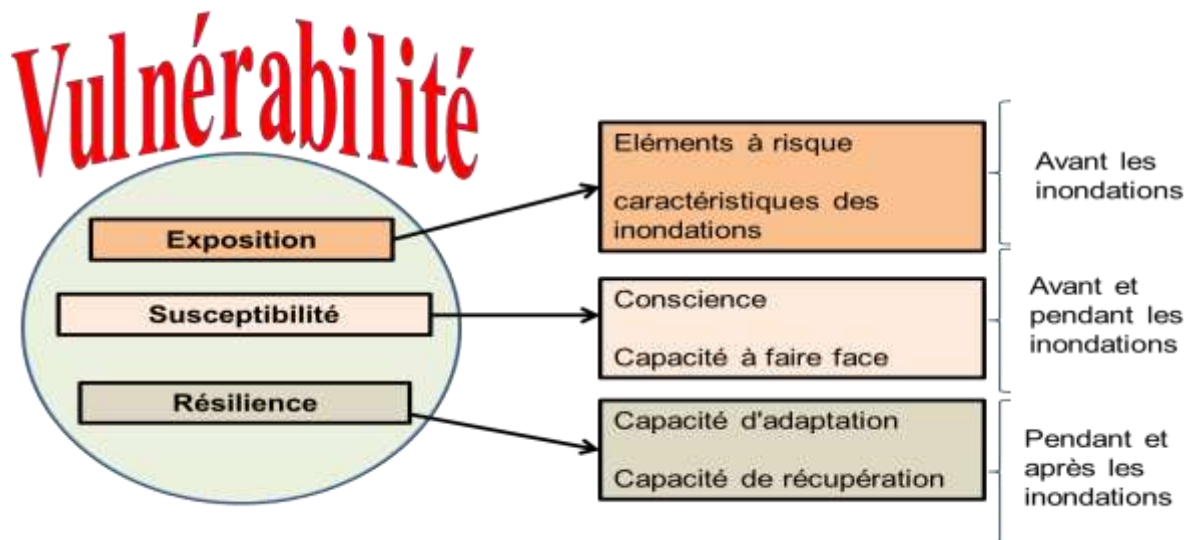 Vulnérabilité
Exposition
Susceptibilité
Résilience
Eléments à risque
caractéristiques des
inondations
Conscience
Capacité à faire face
Capacité d'adaptation
Capacité de récupération
Avant les
inondations
Avant et
pendant les
inondations
Pendant et
après les
inondations